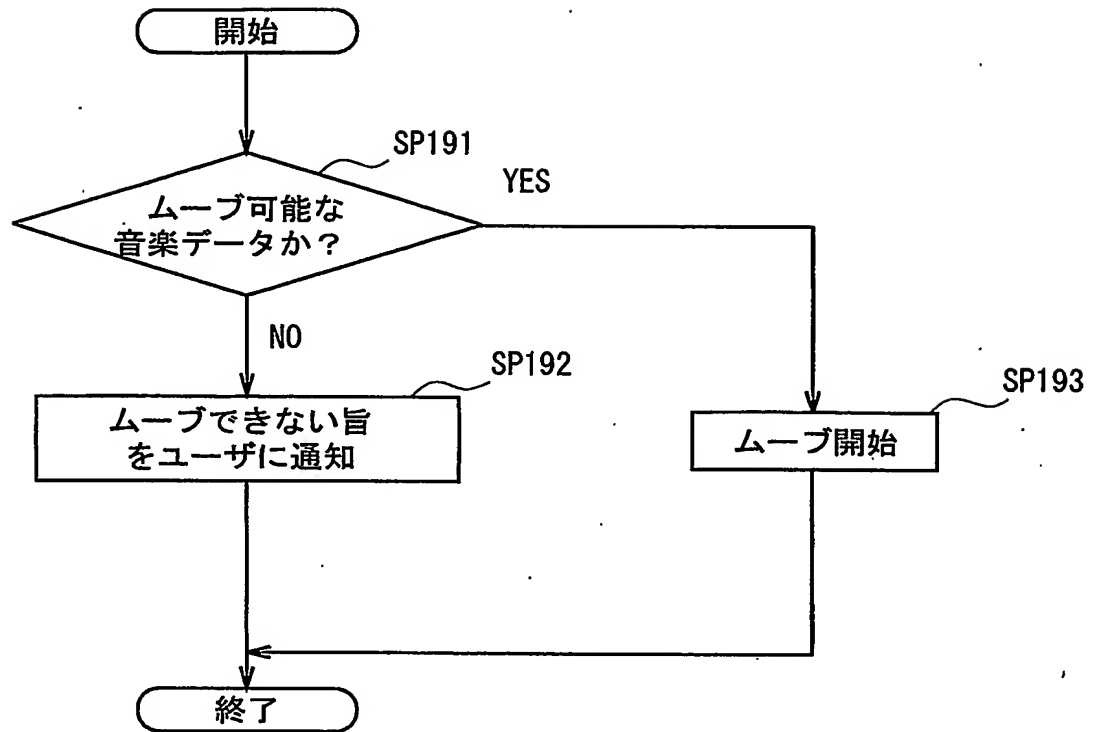 開始
SP191
YES
ムーブ可能な
音楽データか?
NO
SP192
SP193
ムーブできない旨
をユーザに通知
ムーブ開始
終了